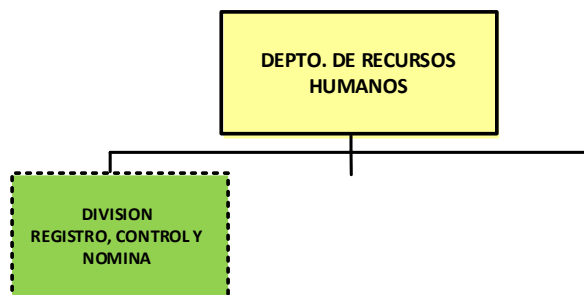 DEPTO. DE RECURSOS
HUMANOS
DIVISION
REGISTRO, CONTROL Y
NOMINA